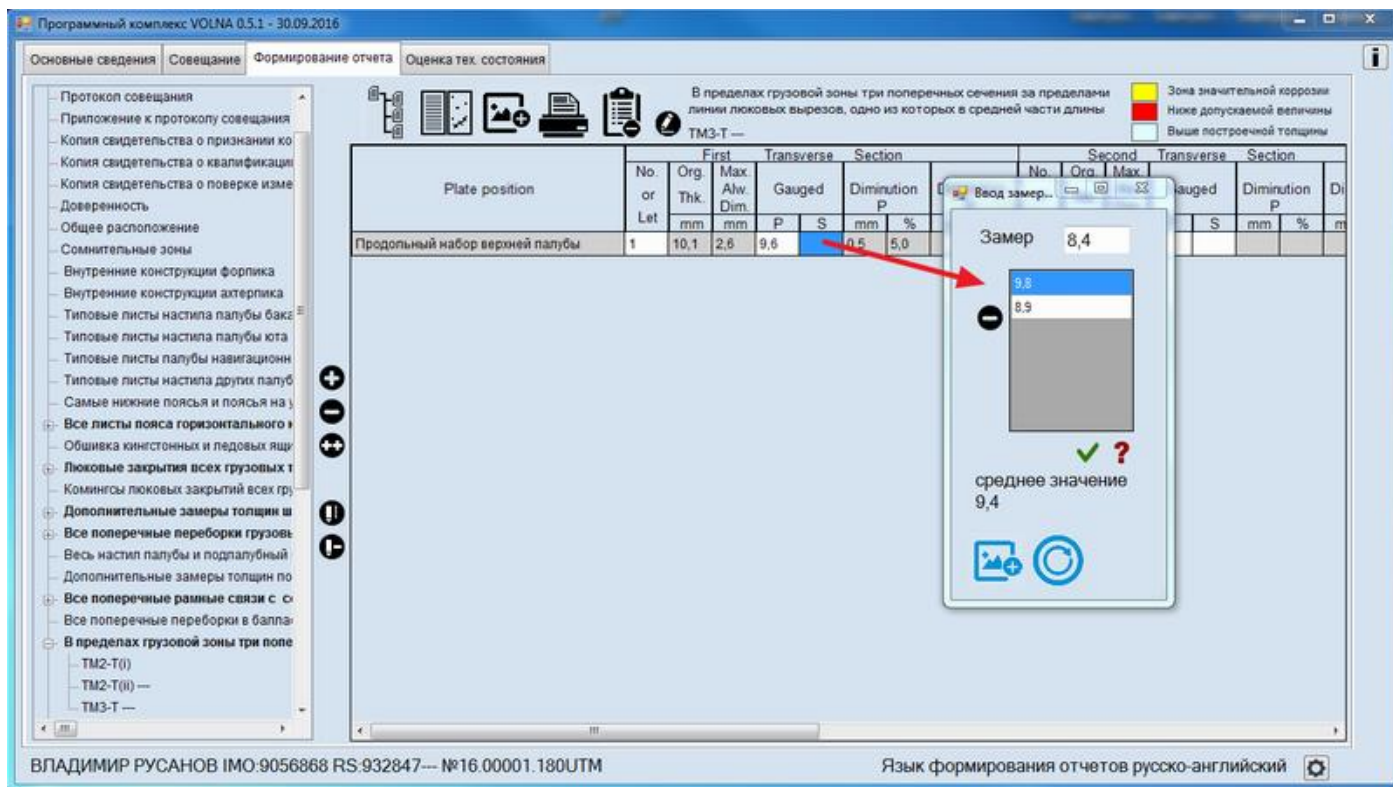 Программный комплекс VOLNA 0.5.1 - 30.09.2016
Основные сведения Совещание Формирование отчета Оценка тех. состояния
Протокол совещания
Приложение к протоколу совещания
Копия свидетельства о признании ко
Копия свидетельства о квалификаци
Копия свидетельства о поверке изме
Доверенность
Общее расположение
Сомнительные зоны
Внутренние конструкции форпика
Внутренние конструкции ахтерпика
Типовые листы настила палубы бака
Типовые листы настила палубы юта
Типовые листы палубы навигационн
Типовые листы настила других палуб
Самые нижние поясья и поясья на
Все листы пояса горизонтального
Обшивка кингстонных и ледовых ящи
Люковые закрытия всех грузовых т
Комингсы люковых закрытий всех гру
Дополнительные замеры толщин ш
Все поперечные переборки грузовы
Весь настил палубы и подпалубный
Дополнительные замеры толщин по
Все поперечные рамные связи с со
Все поперечные переборки в балла
В пределах грузовой зоны три попе
TM2-T(i)
TM2-T(ii) ---
TM3-T ---
В пределах грузовой зоны три поперечных сечения за пределами
линии люковых вырезов, одно из которых в средней части длины
TM3-T ---
Зона значительной коррозии
Ниже допускаемой величины
Выше построечной толщины
First Transverse Section Second Transverse Section
Plate position No. or Let Org. Thk. mm Max. Alw. Dim. mm Gauged P S Diminution P mm %
No. Org. Max. Gauged S Diminution P mm % Di m
Продольный набор верхней палубы 1 10,1 2,6 9,6 0,5 5,0
Ввод замер...
Замер 8,4
9,8
8,9
среднее значение
9,4
ВЛАДИМИР РУСАНОВ IMO:9056868 RS:932847--- №16.00001.180UTM
Язык формирования отчетов русско-английский